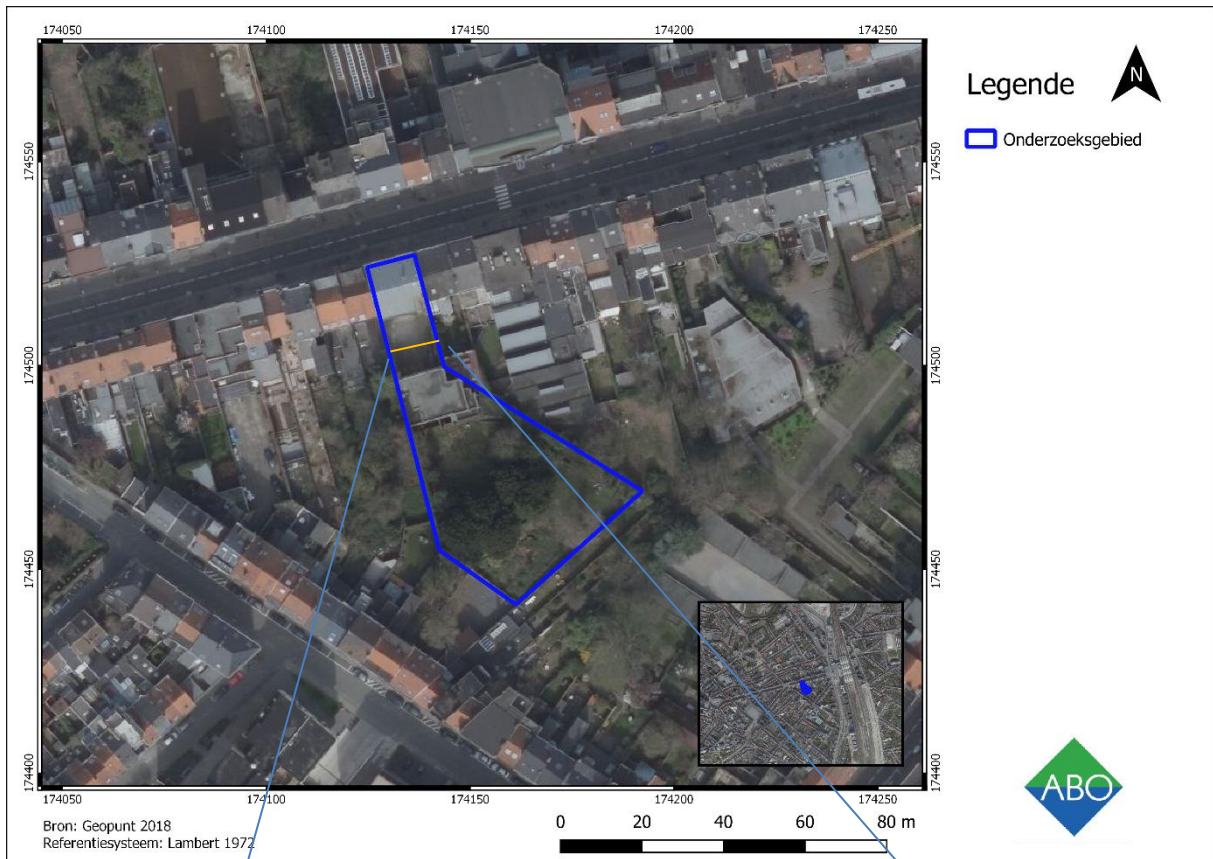 174050 174100 174150 174200 174250
Legende
N
Onderzoeksgebied
174550 174550
174500 174500
174450 174450
174400 174400
174050 174100 174150 174200 174250
Bron: Geopunt 2018
Referentiesysteem: Lambert 1972
0 20 40 60 80 m
ABO